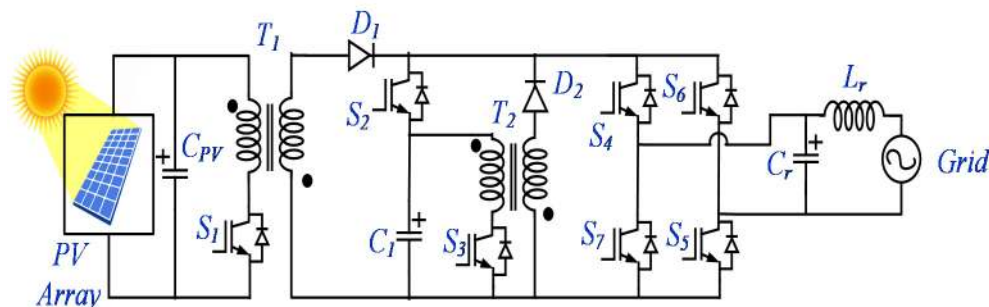 D1
T1
Lr
S6
S2
D2
T2
CPV
S4
Cr
Grid
S1
C1
S3
S7
S5
PV
Array
+
+
+